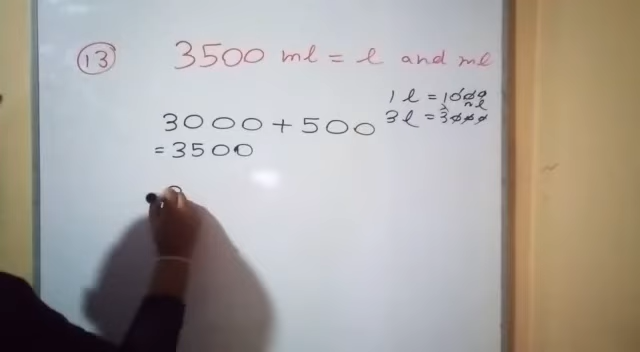 13 3500 ml = l and ml
1 l = 1000 ml
3 l = 3000
3000 + 500
= 3500